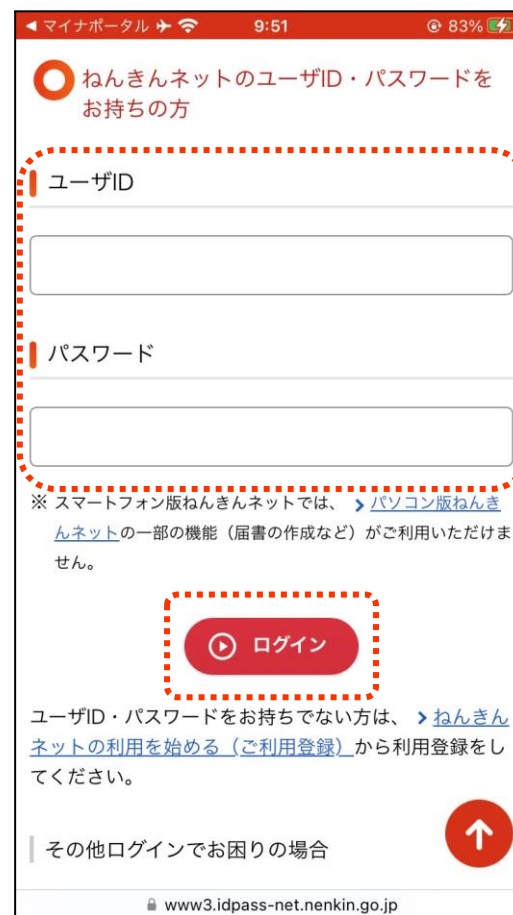 マイナポータル 9:51 83%
ねんきんネットのユーザID・パスワードを
お持ちの方
ユーザID
パスワード
※ スマートフォン版ねんきんネットでは、 パソコン版ねんき
んネットの一部の機能（届書の作成など）がご利用いただけま
せん。
ログイン
ユーザID・パスワードをお持ちでない方は、 ねんきん
ネットの利用を始める（ご利用登録）から利用登録をし
てください。
その他ログインでお困りの場合
www3.idpass-net.nenkin.go.jp